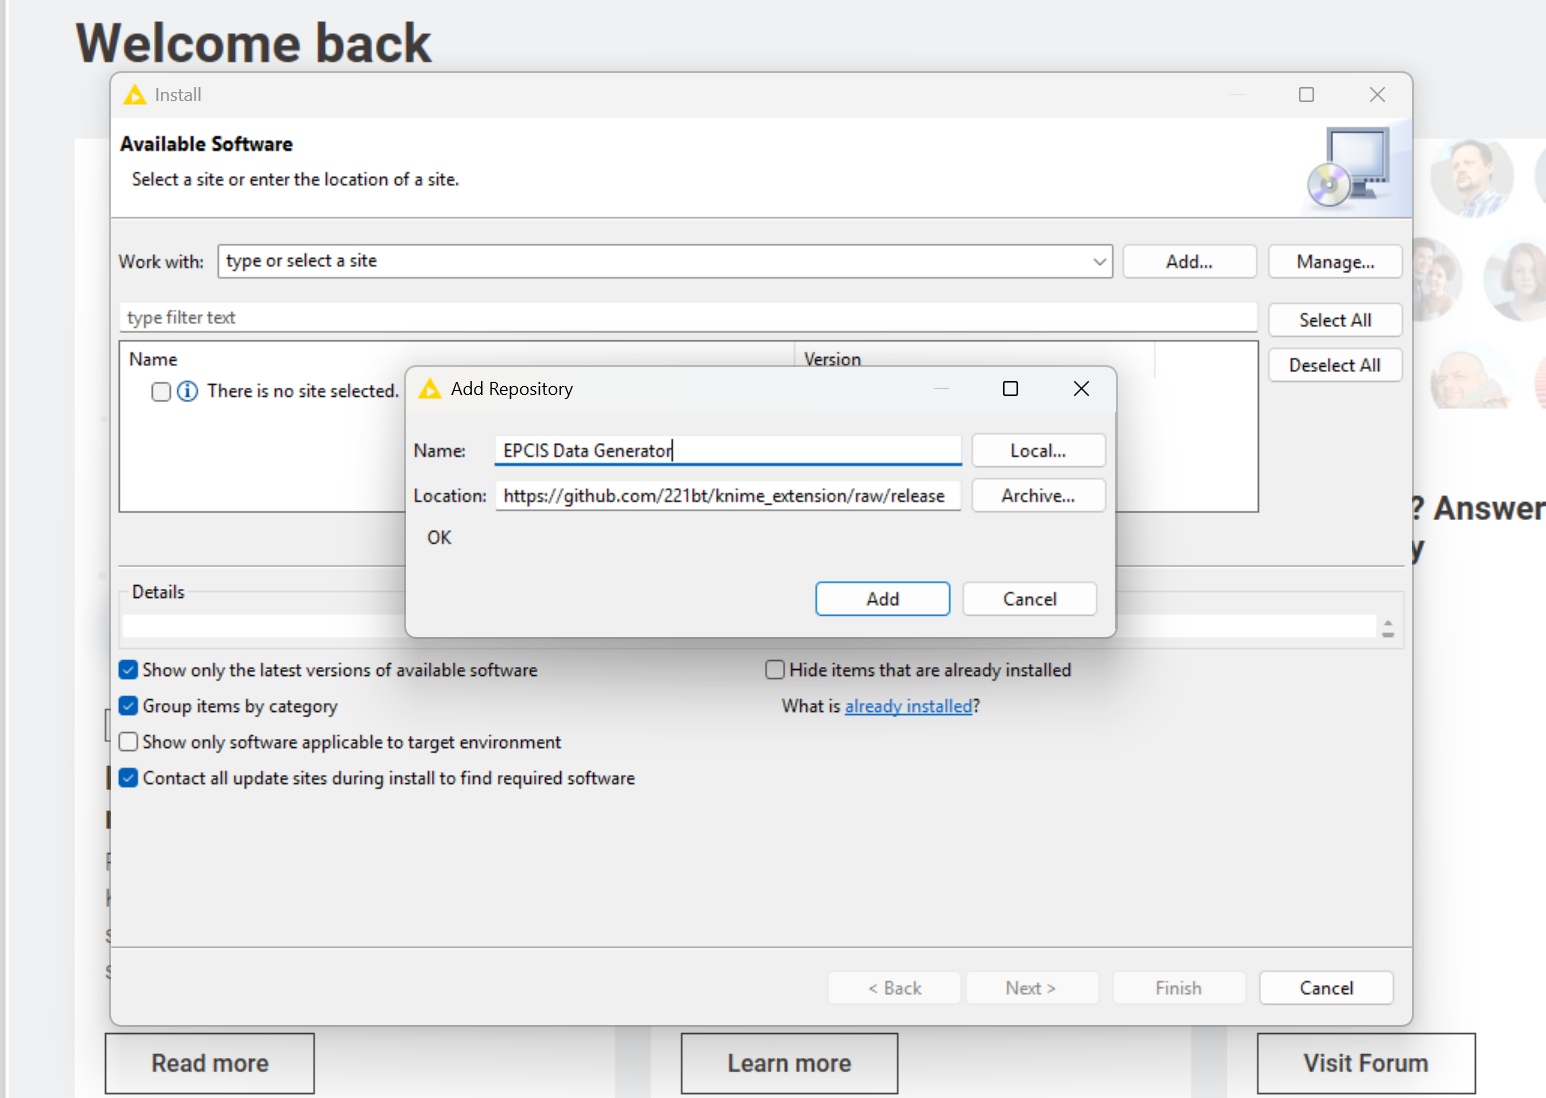 Welcome back
Install
Available Software
Select a site or enter the location of a site.
Work with: type or select a site Add... Manage...
type filter text
Select All
Name Version
Deselect All
There is no site selected.
Add Repository
Name: EPCIS Data Generator Local...
Location: https://github.com/221bt/knime_extension/raw/release Archive...
OK
Add Cancel
? Answer
y
Details
Show only the latest versions of available software
Hide items that are already installed
Group items by category
What is already installed?
Show only software applicable to target environment
Contact all update sites during install to find required software
< Back Next > Finish Cancel
Read more Learn more Visit Forum